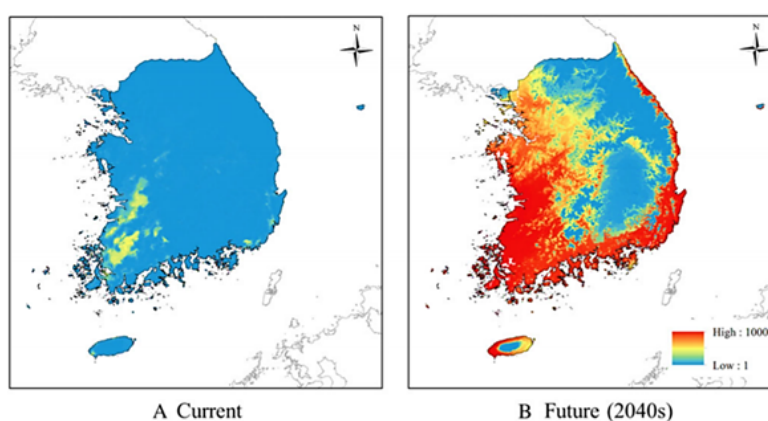 N
N
High : 1000
Low : 1
A Current
B Future (2040s)